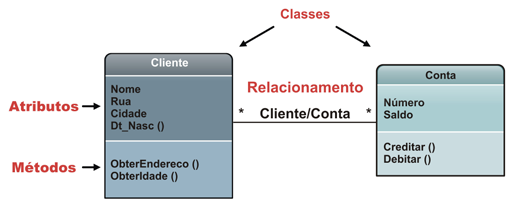 Classes
Cliente
Nome
Rua
Cidade
Dt_Nasc ()
ObterEndereco ()
ObterIdade ()
Atributos
Métodos
Relacionamento
* Cliente/Conta *
Conta
Número
Saldo
Creditar ()
Debitar ()